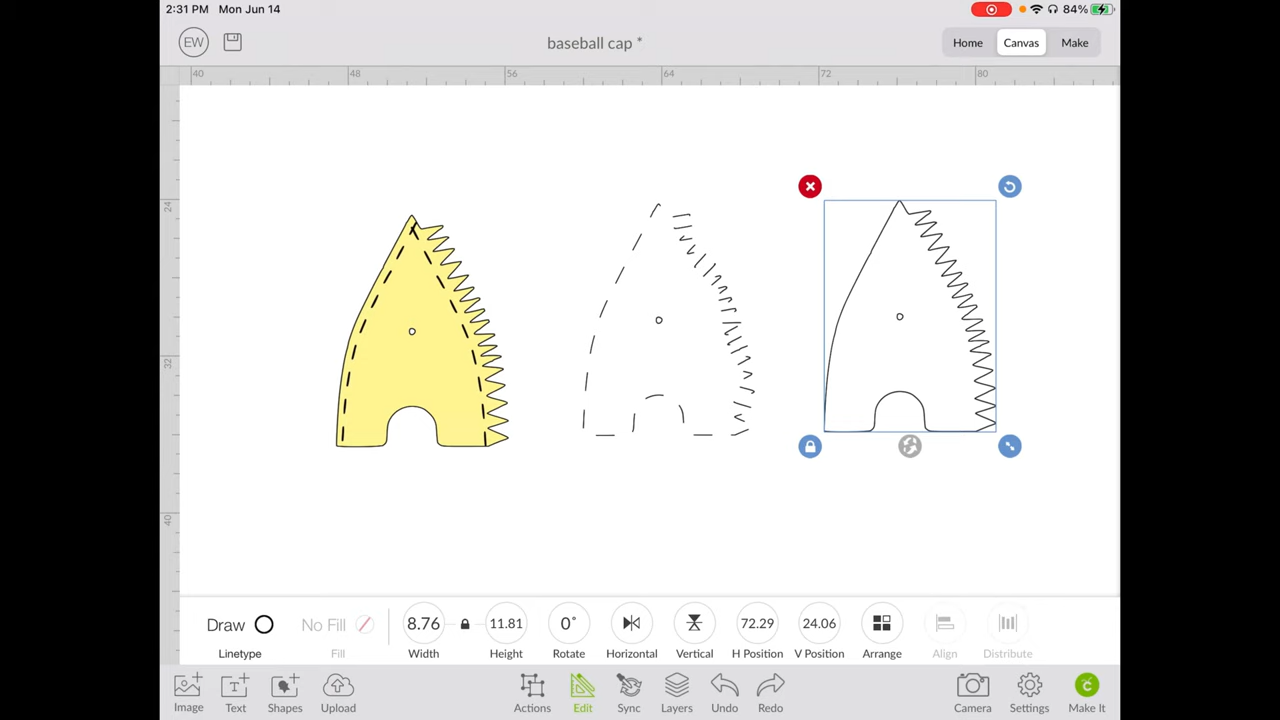 2:31 PM Mon Jun 14 84%
EW baseball cap * Home Canvas Make
40 48 56 64 72 80
24
32
40
Draw No Fill 8.76 11.81 0° 72.29 24.06
Linetype Fill Width Height Rotate Horizontal Vertical H Position V Position Arrange Align Distribute
Image Text Shapes Upload Actions Edit Sync Layers Undo Redo Camera Settings Make It